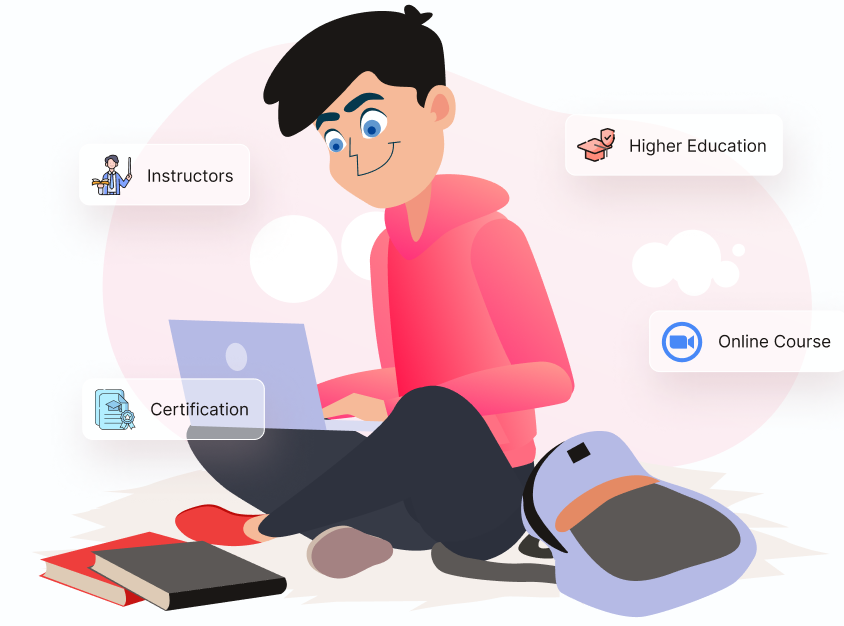 Higher Education
Instructors
Online Course
Certification